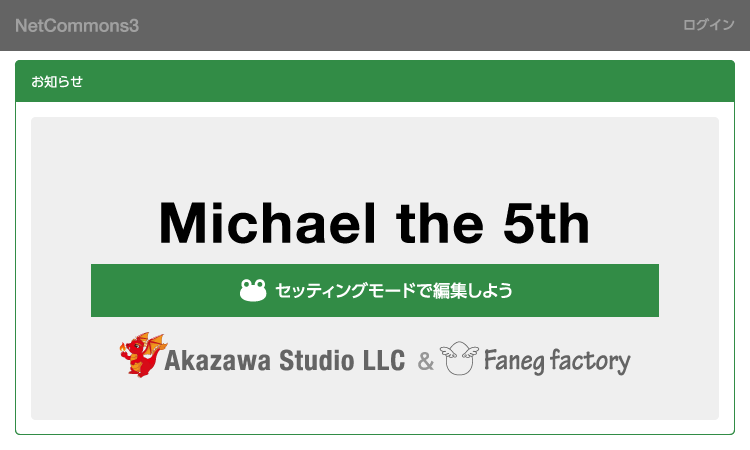 NetCommons3
ログイン
お知らせ
Michael the 5th
セッティングモードで編集しよう
Akazawa Studio LLC & Faneg factory